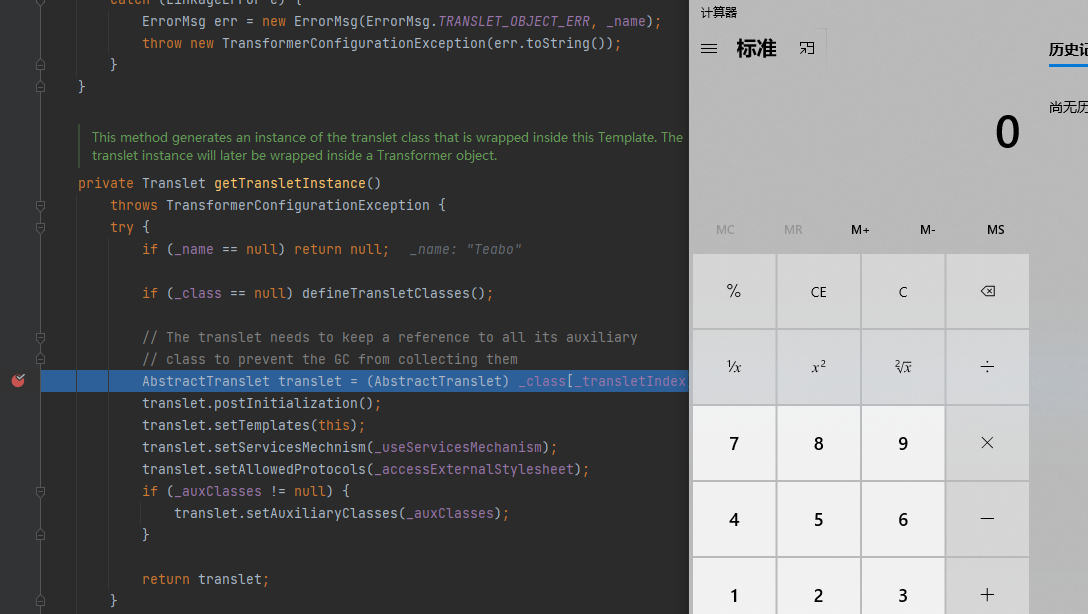 catch (LinkageError e) {
ErrorMsg err = new ErrorMsg(ErrorMsg.TRANSLET_OBJECT_ERR, _name);
throw new TransformerConfigurationException(err.toString());
}
}
This method generates an instance of the translet class that is wrapped inside this Template. The
translet instance will later be wrapped inside a Transformer object.
private Translet getTransletInstance()
throws TransformerConfigurationException {
try {
if (_name == null) return null; _name: "Teabo"
if (_class == null) defineTransletClasses();
// The translet needs to keep a reference to all its auxiliary
// class to prevent the GC from collecting them
AbstractTranslet translet = (AbstractTranslet) _class[_transletIndex]
translet.postInitialization();
translet.setTemplates(this);
translet.setServicesMechnism(_useServicesMechanism);
translet.setAllowedProtocols(_accessExternalStylesheet);
if (_auxClasses != null) {
translet.setAuxiliaryClasses(_auxClasses);
}
return translet;
}
计算器
标准
历史记
尚无历
0
MC MR M+ M- MS
% CE C
⅟x x² ²√x ÷
7 8 9 ×
4 5 6 −
1 2 3 +